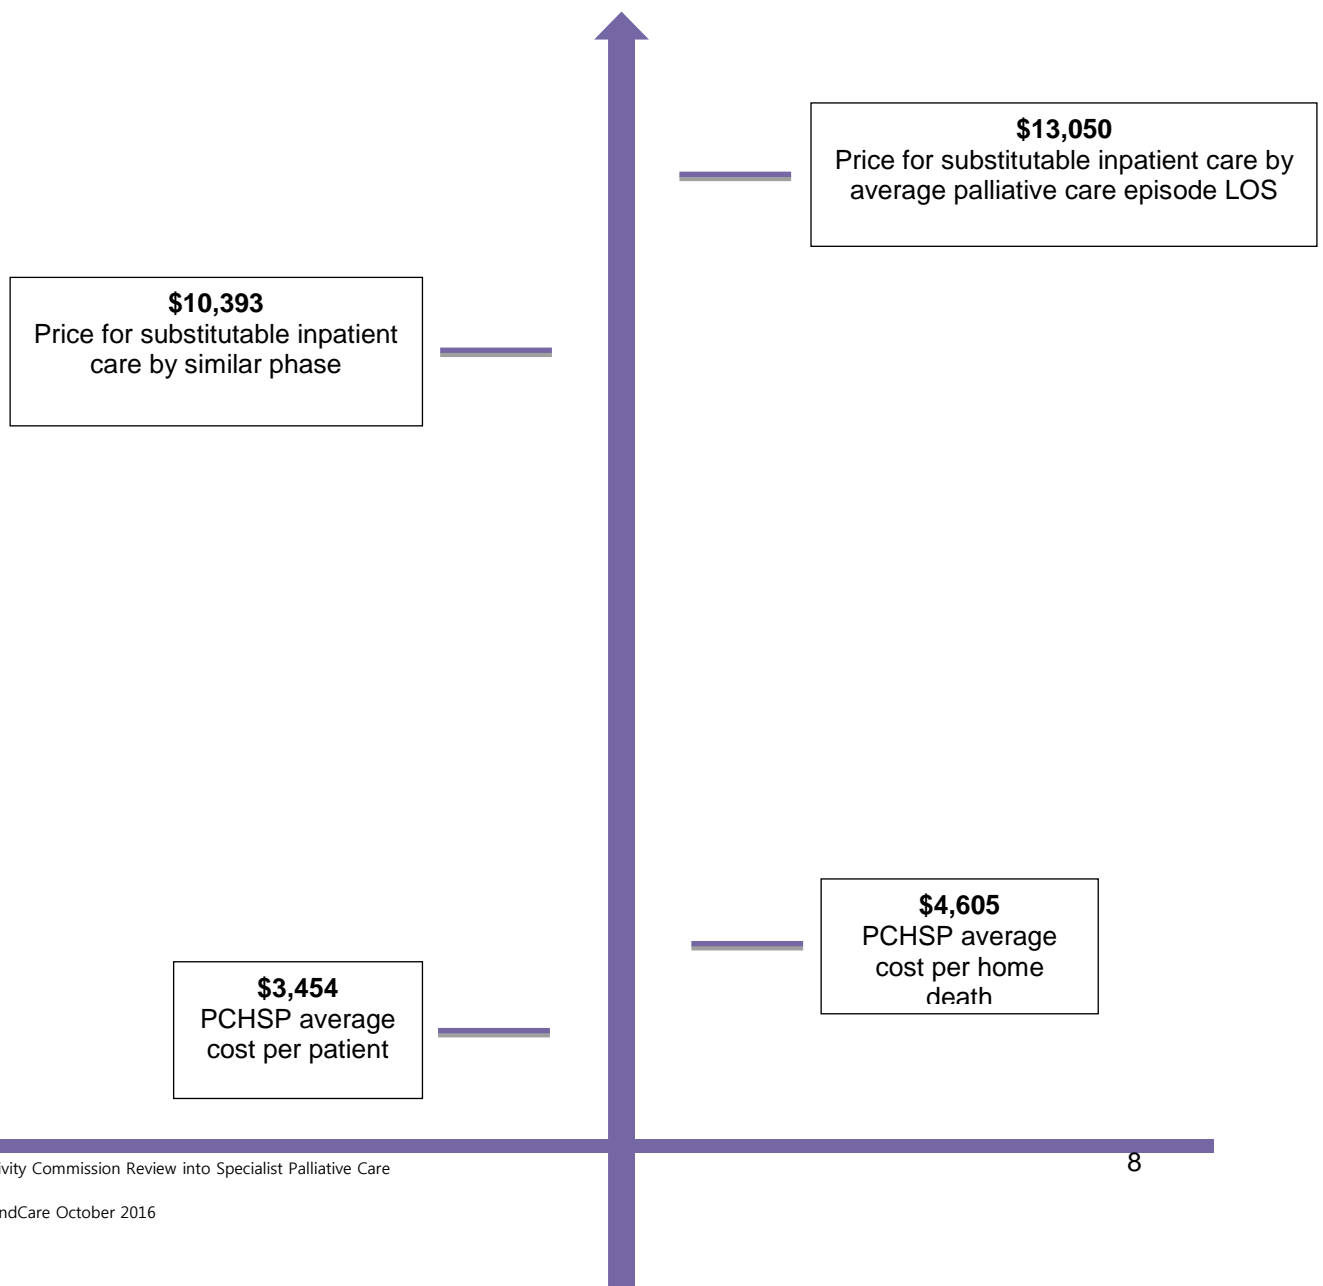 $13,050
Price for substitutable inpatient care by
average palliative care episode LOS
$10,393
Price for substitutable inpatient
care by similar phase
$4,605
PCHSP average
cost per home
death
$3,454
PCHSP average
cost per patient
ivity Commission Review into Specialist Palliative Care
8
ndCare October 2016